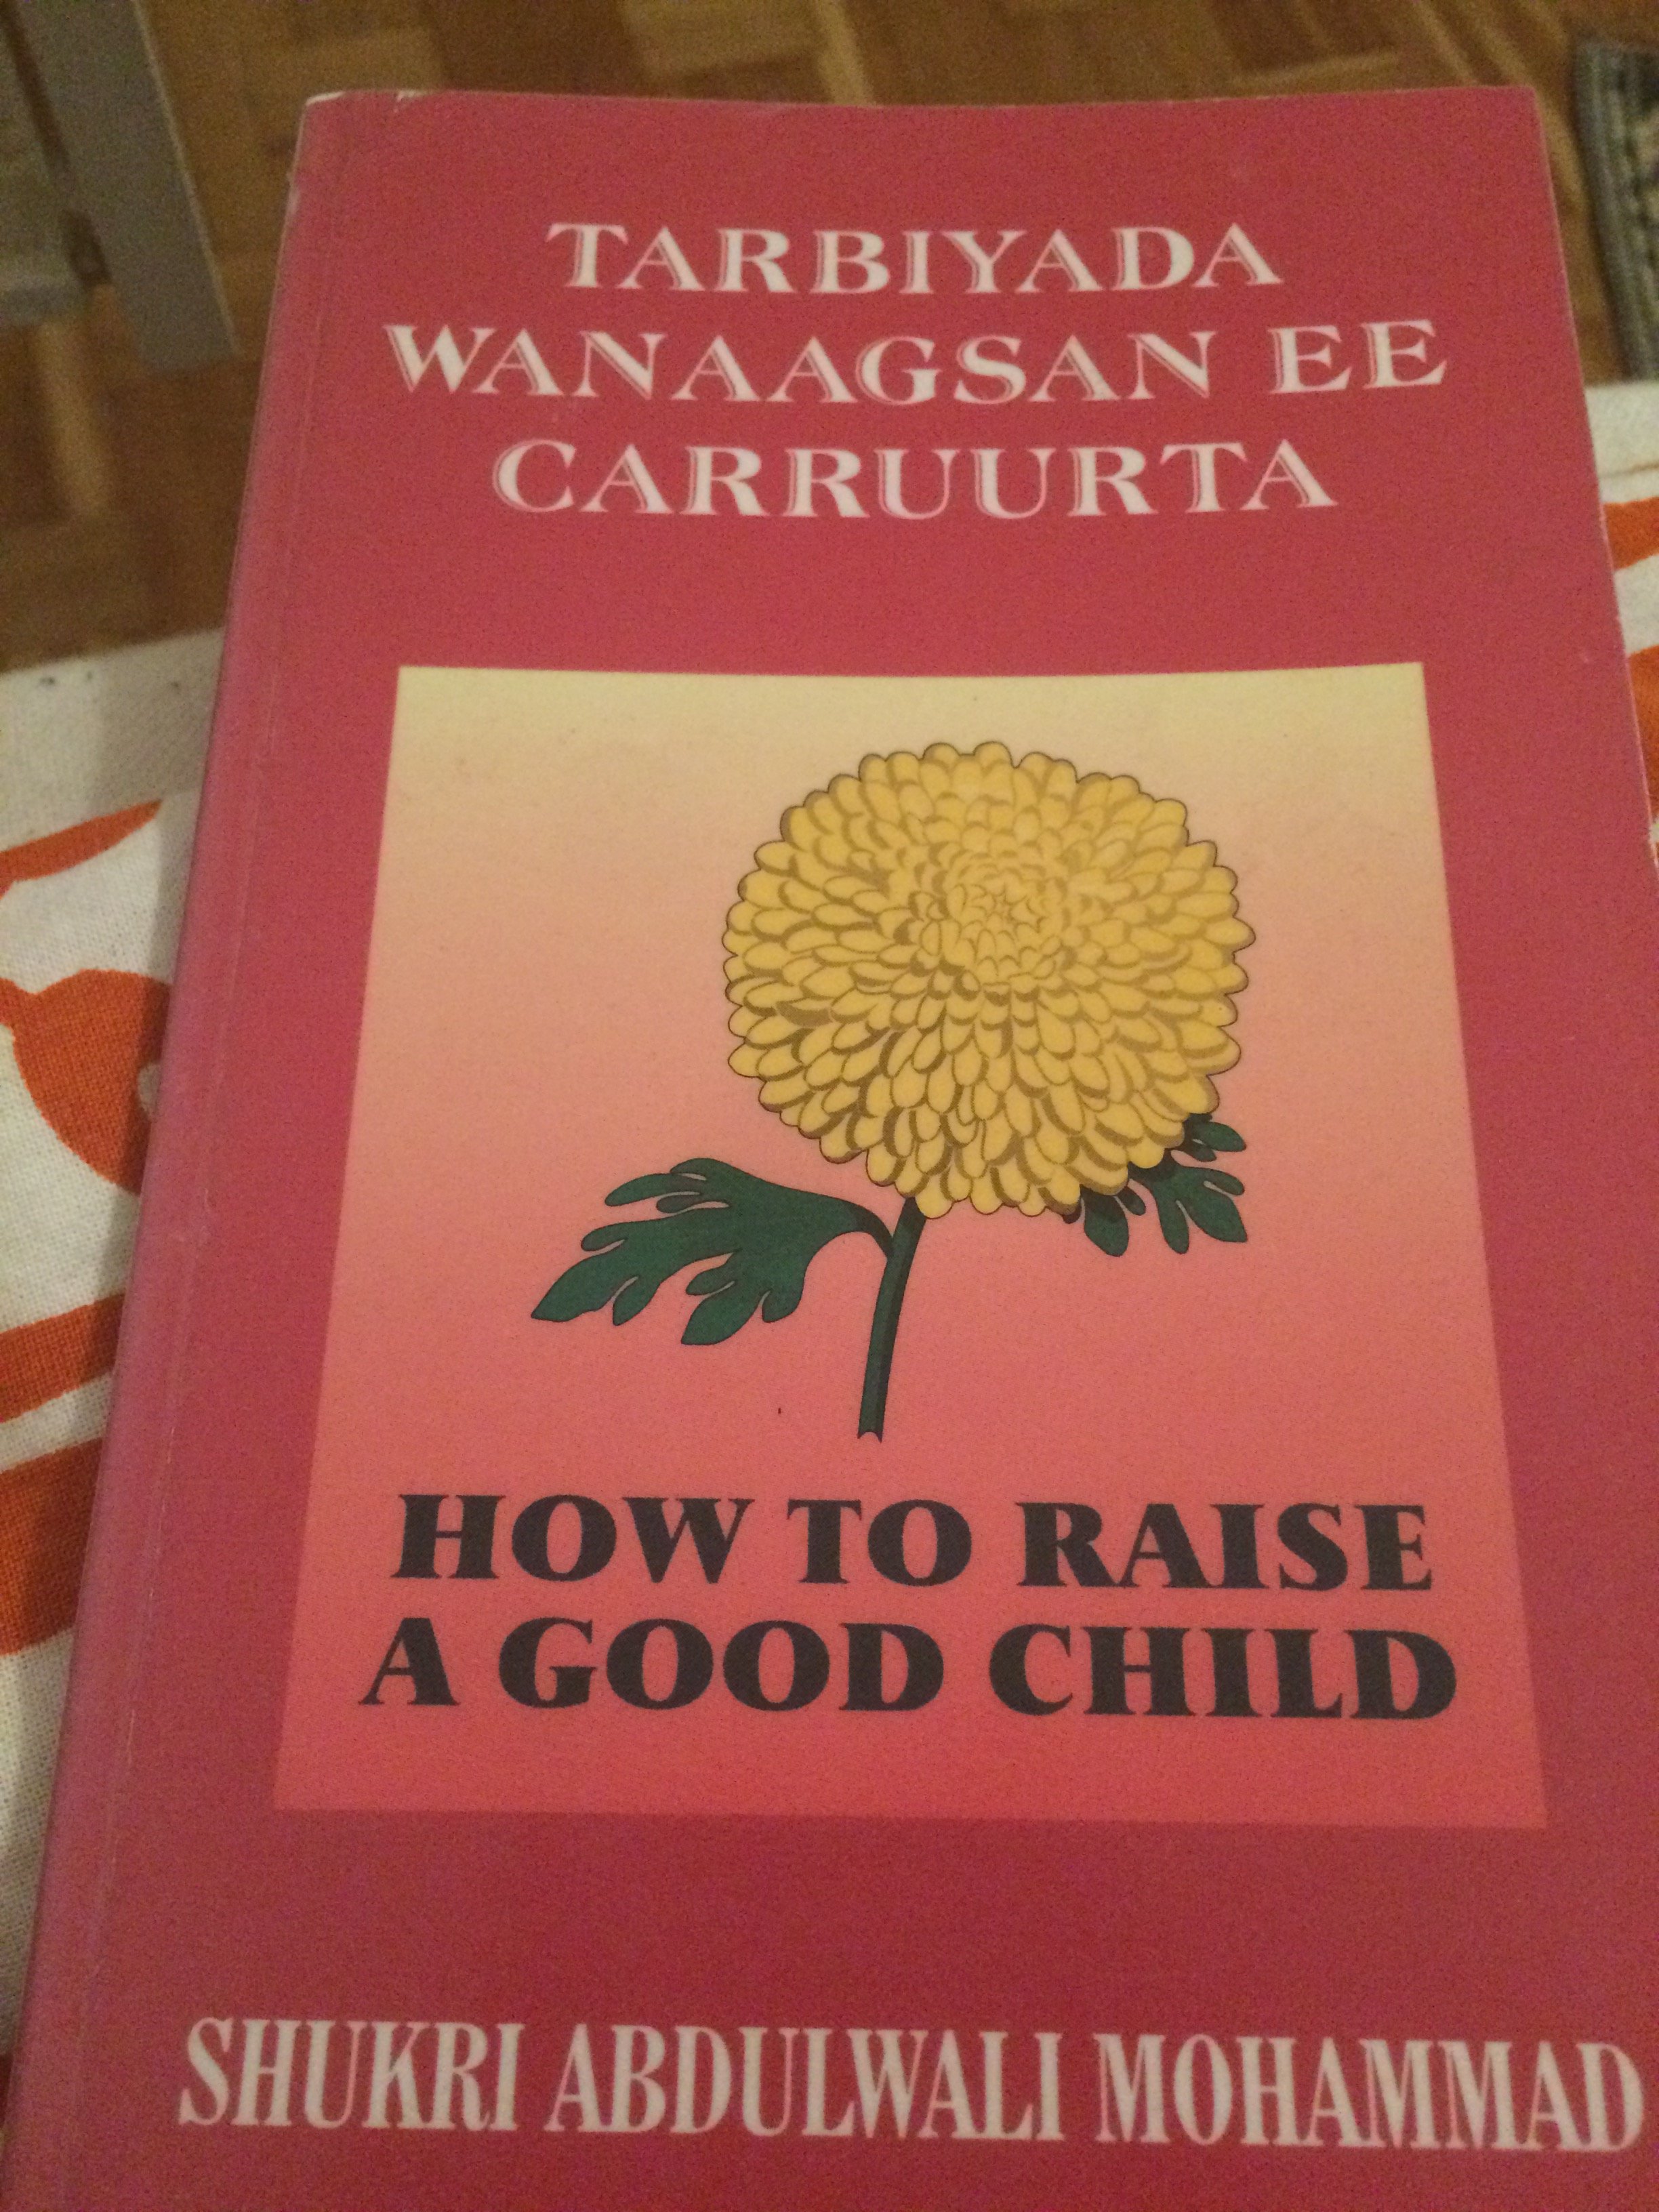 TARBIYADA
WANAAGSAN EE
CARRUURTA
HOW TO RAISE
A GOOD CHILD
SHUKRI ABDULWALI MOHAMMAD